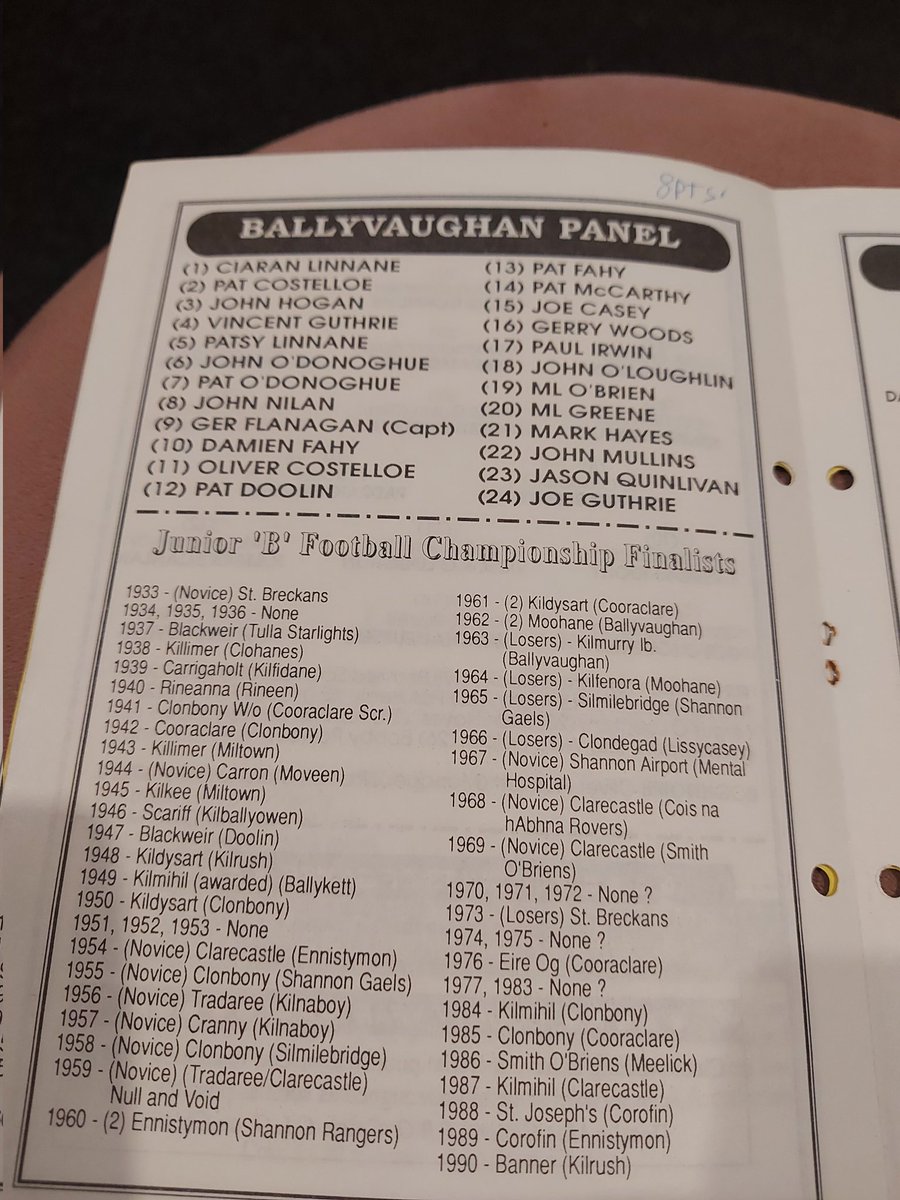 8pts
BALLYVAUGHAN PANEL
(1) CIARAN LINNANE
(2) PAT COSTELLOE
(3) JOHN HOGAN
(4) VINCENT GUTHRIE
(5) PATSY LINNANE
(6) JOHN O'DONOGHUE
(7) PAT O'DONOGHUE
(8) JOHN NILAN
(9) GER FLANAGAN (Capt)
(10) DAMIEN FAHY
(11) OLIVER COSTELLOE
(12) PAT DOOLIN
(13) PAT FAHY
(14) PAT McCARTHY
(15) JOE CASEY
(16) GERRY WOODS
(17) PAUL IRWIN
(18) JOHN O'LOUGHLIN
(19) ML O'BRIEN
(20) ML GREENE
(21) MARK HAYES
(22) JOHN MULLINS
(23) JASON QUINLIVAN
(24) JOE GUTHRIE
Junior 'B' Football Championship Finalists
1933 - (Novice) St. Breckans
1934, 1935, 1936 - None
1937 - Blackweir (Tulla Starlights)
1938 - Killimer (Clohanes)
1939 - Carrigaholt (Kilfidane)
1940 - Rineanna (Rineen)
1941 - Clonbony W/o (Cooraclare Scr.)
1942 - Cooraclare (Clonbony)
1943 - Killimer (Miltown)
1944 - (Novice) Carron (Moveen)
1945 - Kilkee (Miltown)
1946 - Scariff (Kilballyowen)
1947 - Blackweir (Doolin)
1948 - Kildysart (Kilrush)
1949 - Kilmihil (awarded) (Ballykett)
1950 - Kildysart (Clonbony)
1951, 1952, 1953 - None
1954 - (Novice) Clarecastle (Ennistymon)
1955 - (Novice) Clonbony (Shannon Gaels)
1956 - (Novice) Tradaree (Kilnaboy)
1957 - (Novice) Cranny (Kilnaboy)
1958 - (Novice) Clonbony (Silmilebridge)
1959 - (Novice) (Tradaree/Clarecastle)
Null and Void
1960 - (2) Ennistymon (Shannon Rangers)
1961 - (2) Kildysart (Cooraclare)
1962 - (2) Moohane (Ballyvaughan)
1963 - (Losers) - Kilmurry Ib.
(Ballyvaughan)
1964 - (Losers) - Kilfenora (Moohane)
1965 - (Losers) - Silmilebridge (Shannon
Gaels)
1966 - (Losers) - Clondegad (Lissycasey)
1967 - (Novice) Shannon Airport (Mental
Hospital)
1968 - (Novice) Clarecastle (Cois na
hAbhna Rovers)
1969 - (Novice) Clarecastle (Smith
O'Briens)
1970, 1971, 1972 - None ?
1973 - (Losers) St. Breckans
1974, 1975 - None ?
1976 - Eire Og (Cooraclare)
1977, 1983 - None ?
1984 - Kilmihil (Clonbony)
1985 - Clonbony (Cooraclare)
1986 - Smith O'Briens (Meelick)
1987 - Kilmihil (Clarecastle)
1988 - St. Joseph's (Corofin)
1989 - Corofin (Ennistymon)
1990 - Banner (Kilrush)